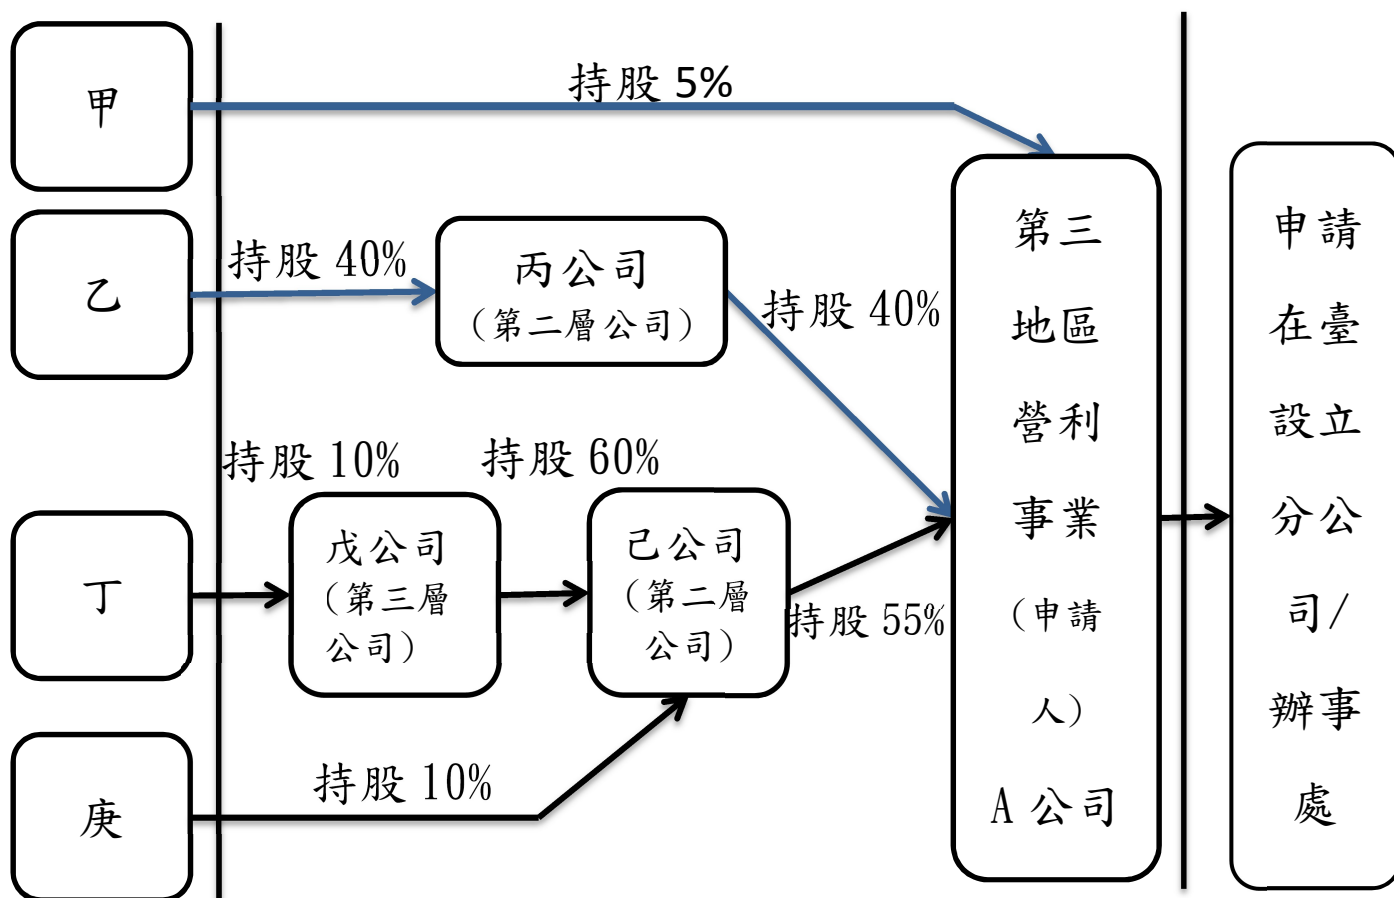 甲
持股 5%
乙
持股 40%
丙公司
（第二層公司）
持股 40%
丁
持股 10%
戊公司
（第三層
公司）
持股 60%
己公司
（第二層
公司）
持股 55%
庚
持股 10%
第三
地區
營利
事業
（申請
人）
A 公司
申請
在臺
設立
分公
司/
辦事
處